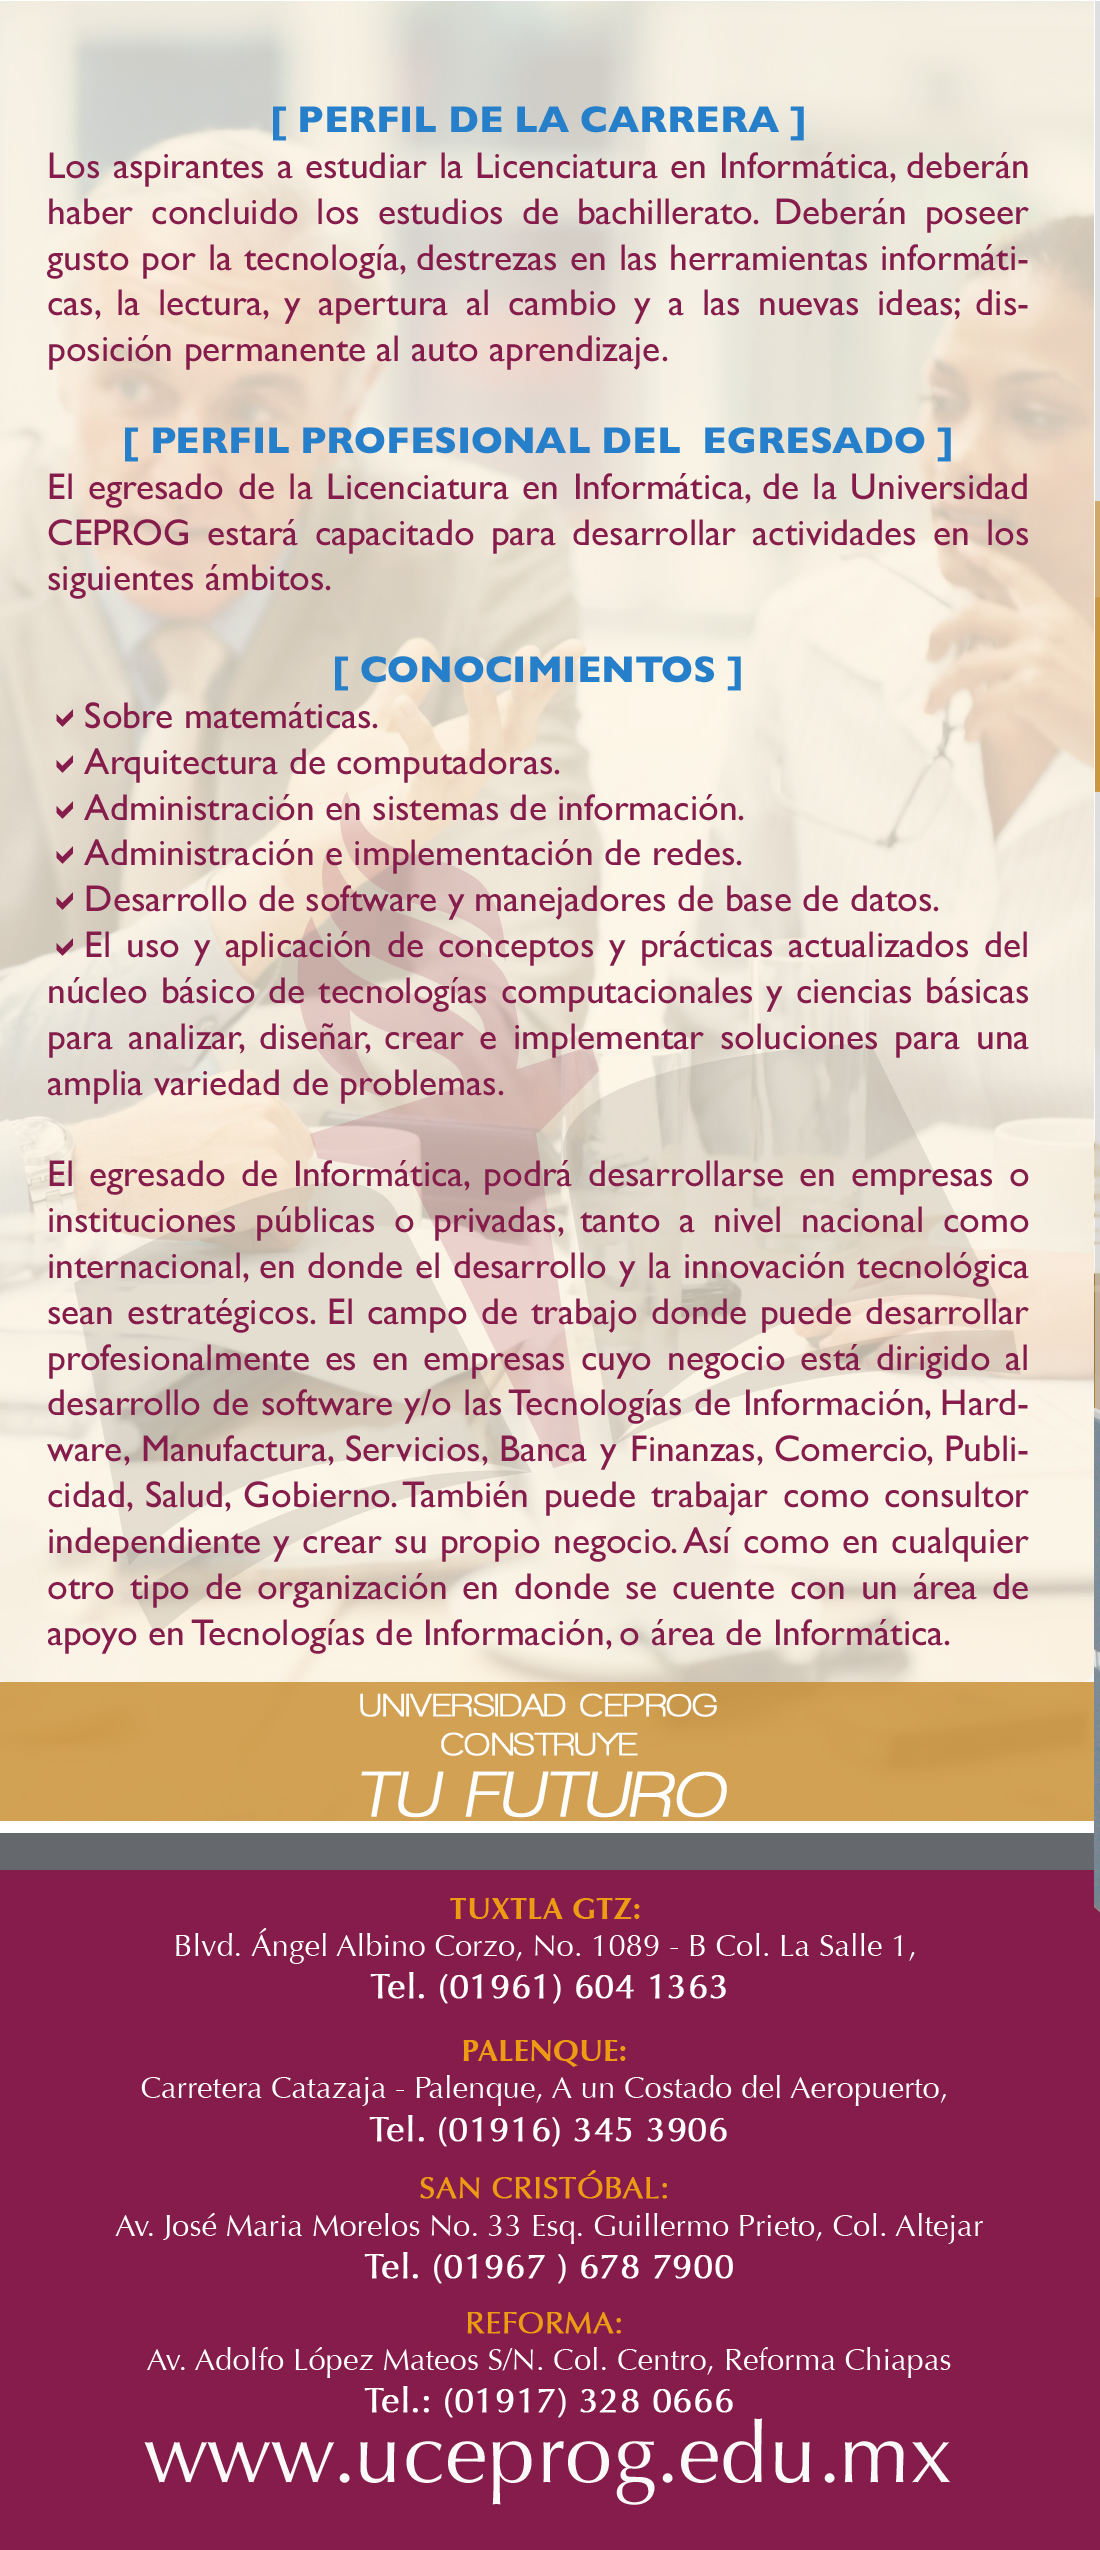 [ PERFIL DE LA CARRERA ]
Los aspirantes a estudiar la Licenciatura en Informática, deberán
haber concluido los estudios de bachillerato. Deberán poseer
gusto por la tecnología, destrezas en las herramientas informáti-
cas, la lectura, y apertura al cambio y a las nuevas ideas; dis-
posición permanente al auto aprendizaje.
[ PERFIL PROFESIONAL DEL EGRESADO ]
El egresado de la Licenciatura en Informática, de la Universidad
CEPROG estará capacitado para desarrollar actividades en los
siguientes ámbitos.
[ CONOCIMIENTOS ]
Sobre matemáticas.
Arquitectura de computadoras.
Administración en sistemas de información.
Administración e implementación de redes.
Desarrollo de software y manejadores de base de datos.
El uso y aplicación de conceptos y prácticas actualizados del
núcleo básico de tecnologías computacionales y ciencias básicas
para analizar, diseñar, crear e implementar soluciones para una
amplia variedad de problemas.
El egresado de Informática, podrá desarrollarse en empresas o
instituciones públicas o privadas, tanto a nivel nacional como
internacional, en donde el desarrollo y la innovación tecnológica
sean estratégicos. El campo de trabajo donde puede desarrollar
profesionalmente es en empresas cuyo negocio está dirigido al
desarrollo de software y/o las Tecnologías de Información, Hard-
ware, Manufactura, Servicios, Banca y Finanzas, Comercio, Publi-
cidad, Salud, Gobierno. También puede trabajar como consultor
independiente y crear su propio negocio. Así como en cualquier
otro tipo de organización en donde se cuente con un área de
apoyo en Tecnologías de Información, o área de Informática.
UNIVERSIDAD CEPROG
CONSTRUYE
TU FUTURO
TUXTLA GTZ:
Blvd. Ángel Albino Corzo, No. 1089 - B Col. La Salle 1,
Tel. (01961) 604 1363
PALENQUE:
Carretera Catazaja - Palenque, A un Costado del Aeropuerto,
Tel. (01916) 345 3906
SAN CRISTÓBAL:
Av. José Maria Morelos No. 33 Esq. Guillermo Prieto, Col. Altejar
Tel. (01967 ) 678 7900
REFORMA:
Av. Adolfo López Mateos S/N. Col. Centro, Reforma Chiapas
Tel.: (01917) 328 0666
www.uceprog.edu.mx